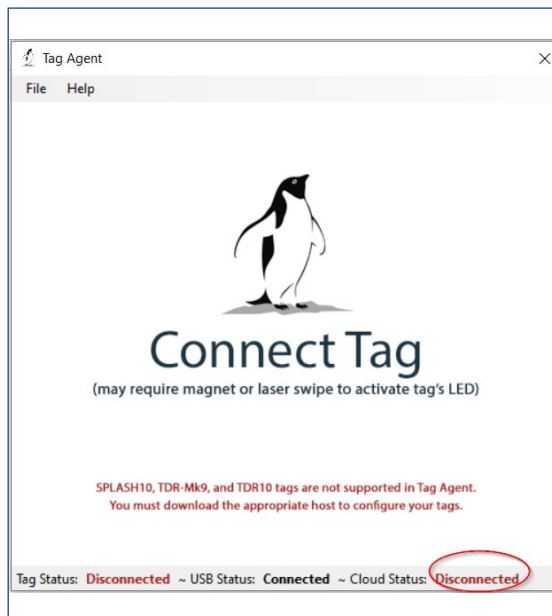 Tag Agent
File Help
Connect Tag
(may require magnet or laser swipe to activate tag's LED)
SPLASH10, TDR-Mk9, and TDR10 tags are not supported in Tag Agent.
You must download the appropriate host to configure your tags.
Tag Status: Disconnected ~ USB Status: Connected ~ Cloud Status: Disconnected